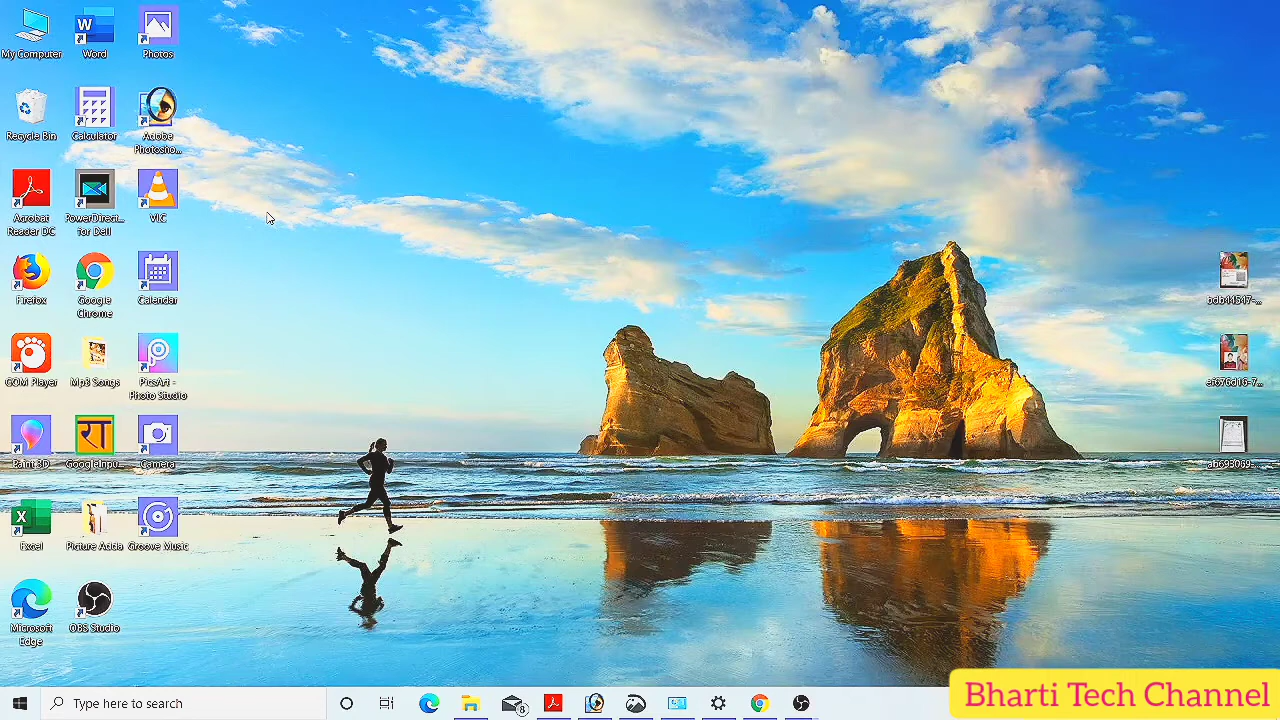 My Computer
Word
Photos
Recycle Bin
Calculator
Adobe
Photosho...
Acrobat
Reader DC
PowerDirect...
for Dell
Firefox
Google
Chrome
Calendar
GOM Player
Mp3 Songs
PicsArt -
Photo Studio
Paint 3D
रा
Camera
X
Excel
Picture Adda
Groove Music
Microsoft
Edge
OBS Studio
W
Type here to search
8
Bharti Tech Channel